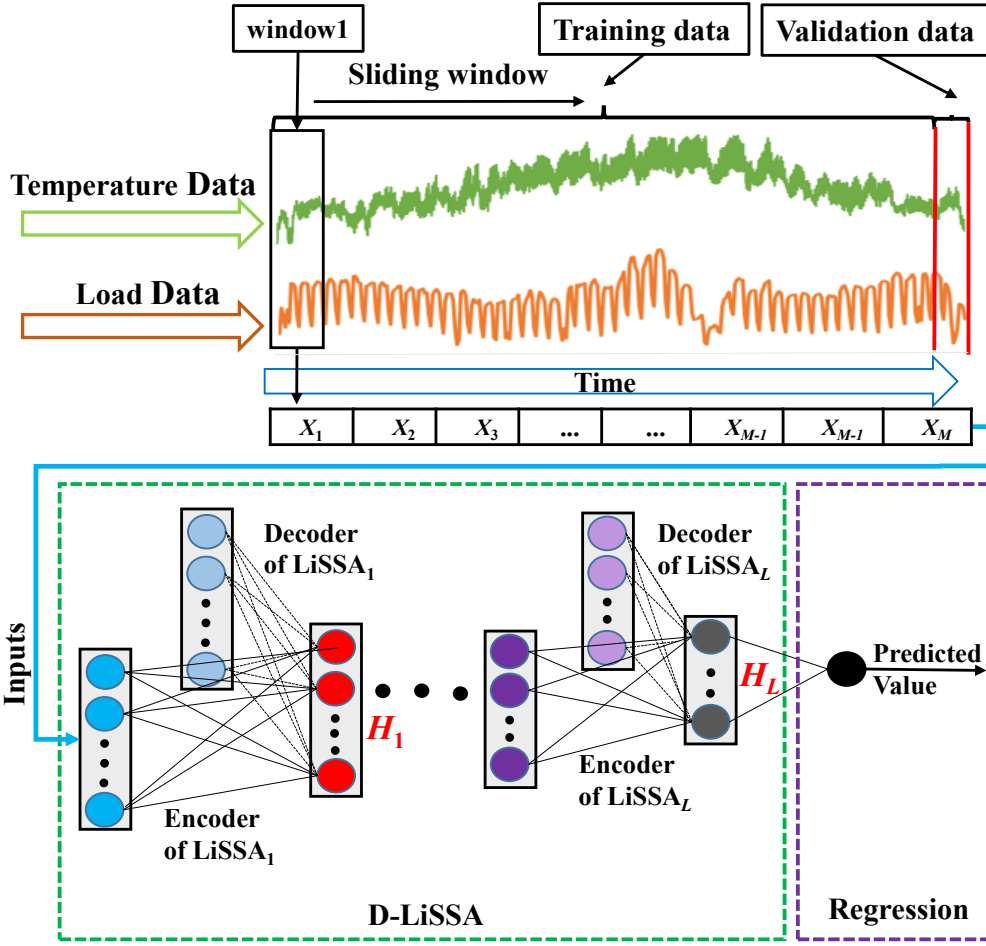 window1
Training data
Validation data
Sliding window
Temperature Data
Load Data
Time
X1 X2 X3 ... ... XM-1 XM-1 XM
Inputs
Decoder
of LiSSA1
Decoder
of LiSSAL
H1
HL
Predicted
Value
Encoder
of LiSSA1
Encoder
of LiSSAL
D-LiSSA
Regression